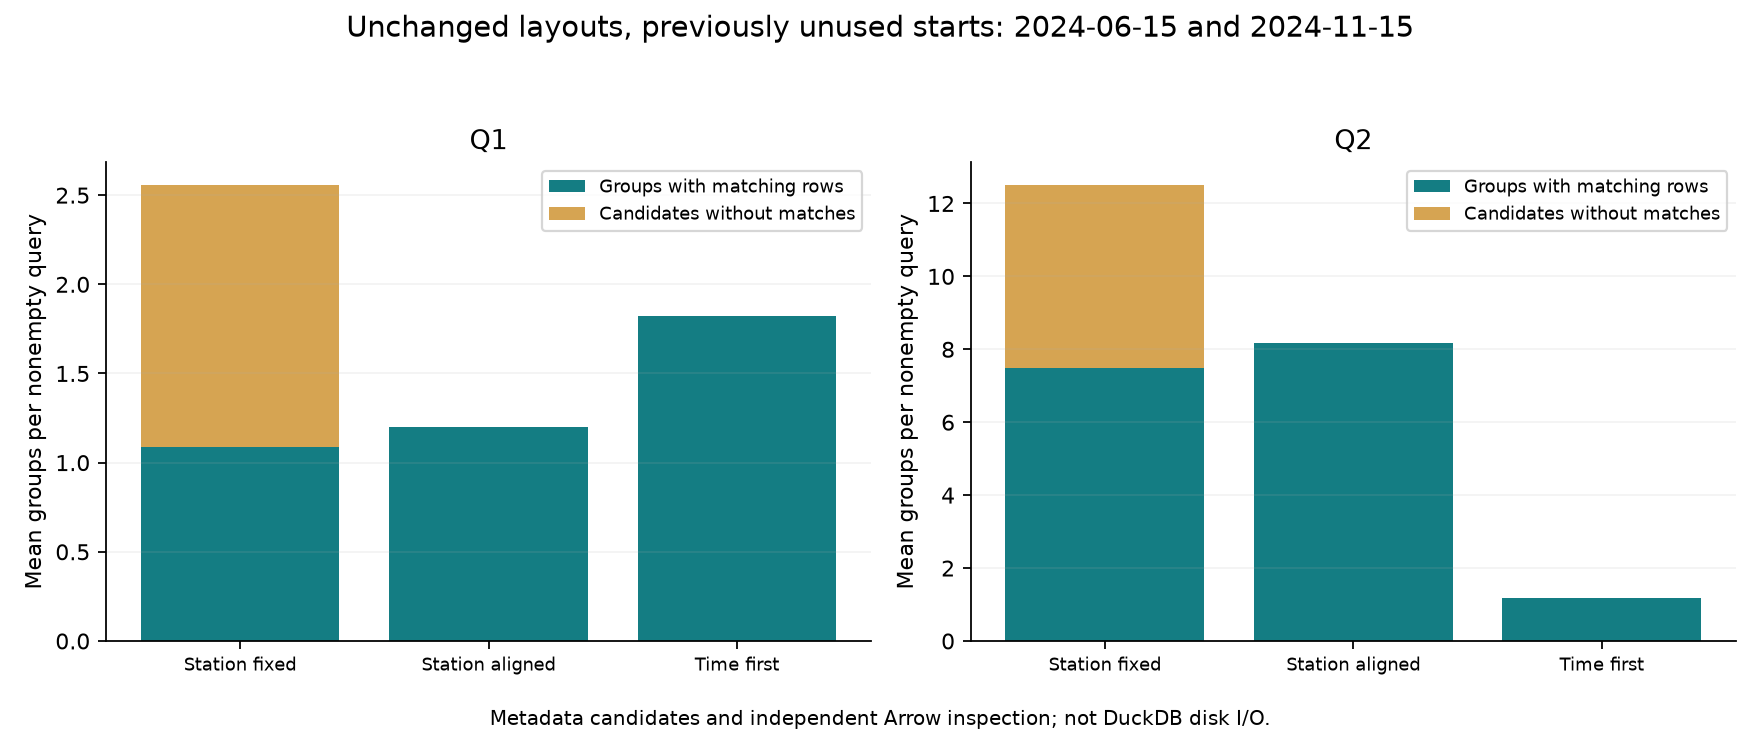 Unchanged layouts, previously unused starts: 2024-06-15 and 2024-11-15
Q1
Mean groups per nonempty query
2.5
2.0
1.5
1.0
0.5
0.0
Groups with matching rows
Candidates without matches
Station fixed
Station aligned
Time first
Q2
Mean groups per nonempty query
12
10
8
6
4
2
0
Groups with matching rows
Candidates without matches
Station fixed
Station aligned
Time first
Metadata candidates and independent Arrow inspection; not DuckDB disk I/O.